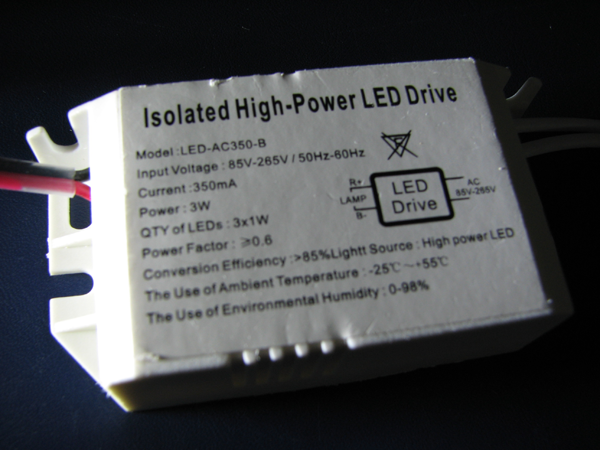 Isolated High-Power LED Drive
Model:LED-AC350-B
Input Voltage : 85V-265V / 50Hz-60Hz
Current:350mA
Power : 3W
QTY of LEDs : 3x1W
Power Factor : ≥0.6
R+
LAMP
B-
LED
Drive
AC
85V-265V
Conversion Efficiency :>85%Lightt Source : High power LED
The Use of Ambient Temperature : -25℃ ~ +55℃
The Use of Environmental Humidity : 0-98%